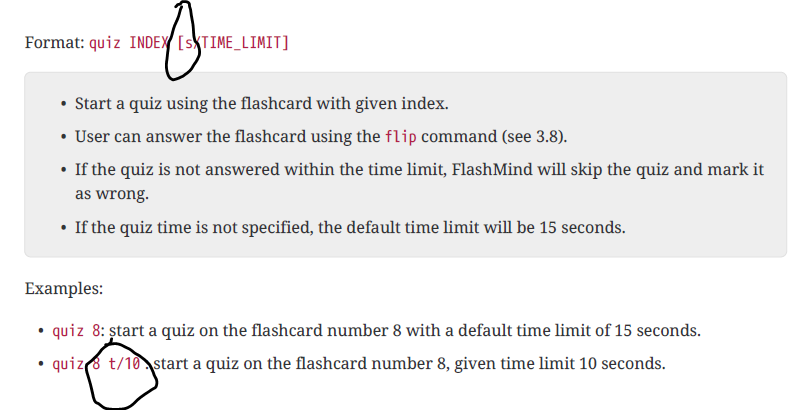 Format: quiz INDEX [s/TIME_LIMIT]
• Start a quiz using the flashcard with given index.
• User can answer the flashcard using the flip command (see 3.8).
• If the quiz is not answered within the time limit, FlashMind will skip the quiz and mark it
as wrong.
• If the quiz time is not specified, the default time limit will be 15 seconds.
Examples:
• quiz 8: start a quiz on the flashcard number 8 with a default time limit of 15 seconds.
• quiz 8 t/10 : start a quiz on the flashcard number 8, given time limit 10 seconds.